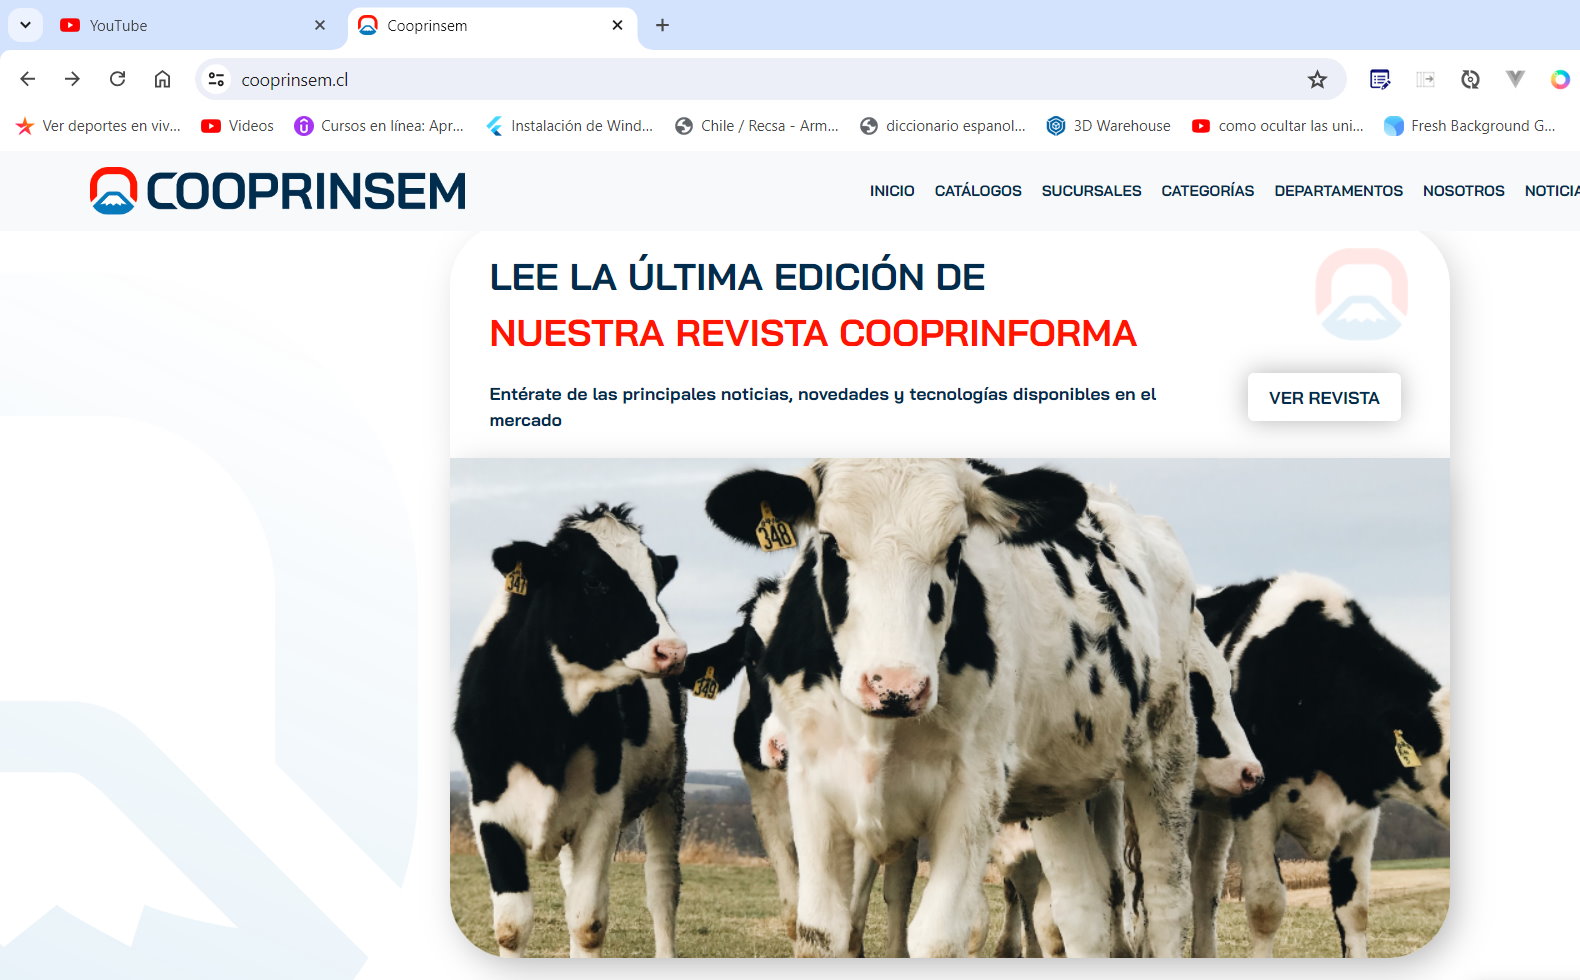 YouTube
Cooprinsem
cooprinsem.cl
Ver deportes en viv...
Videos
Cursos en línea: Apr...
Instalación de Wind...
Chile / Recsa - Arm...
diccionario espanol...
3D Warehouse
como ocultar las uni...
Fresh Background G...
COOPRINSEM
INICIO
CATÁLOGOS
SUCURSALES
CATEGORÍAS
DEPARTAMENTOS
NOSOTROS
NOTICIA
LEE LA ÚLTIMA EDICIÓN DE
NUESTRA REVISTA COOPRINFORMA
Entérate de las principales noticias, novedades y tecnologías disponibles en el
mercado
VER REVISTA
348
347
349